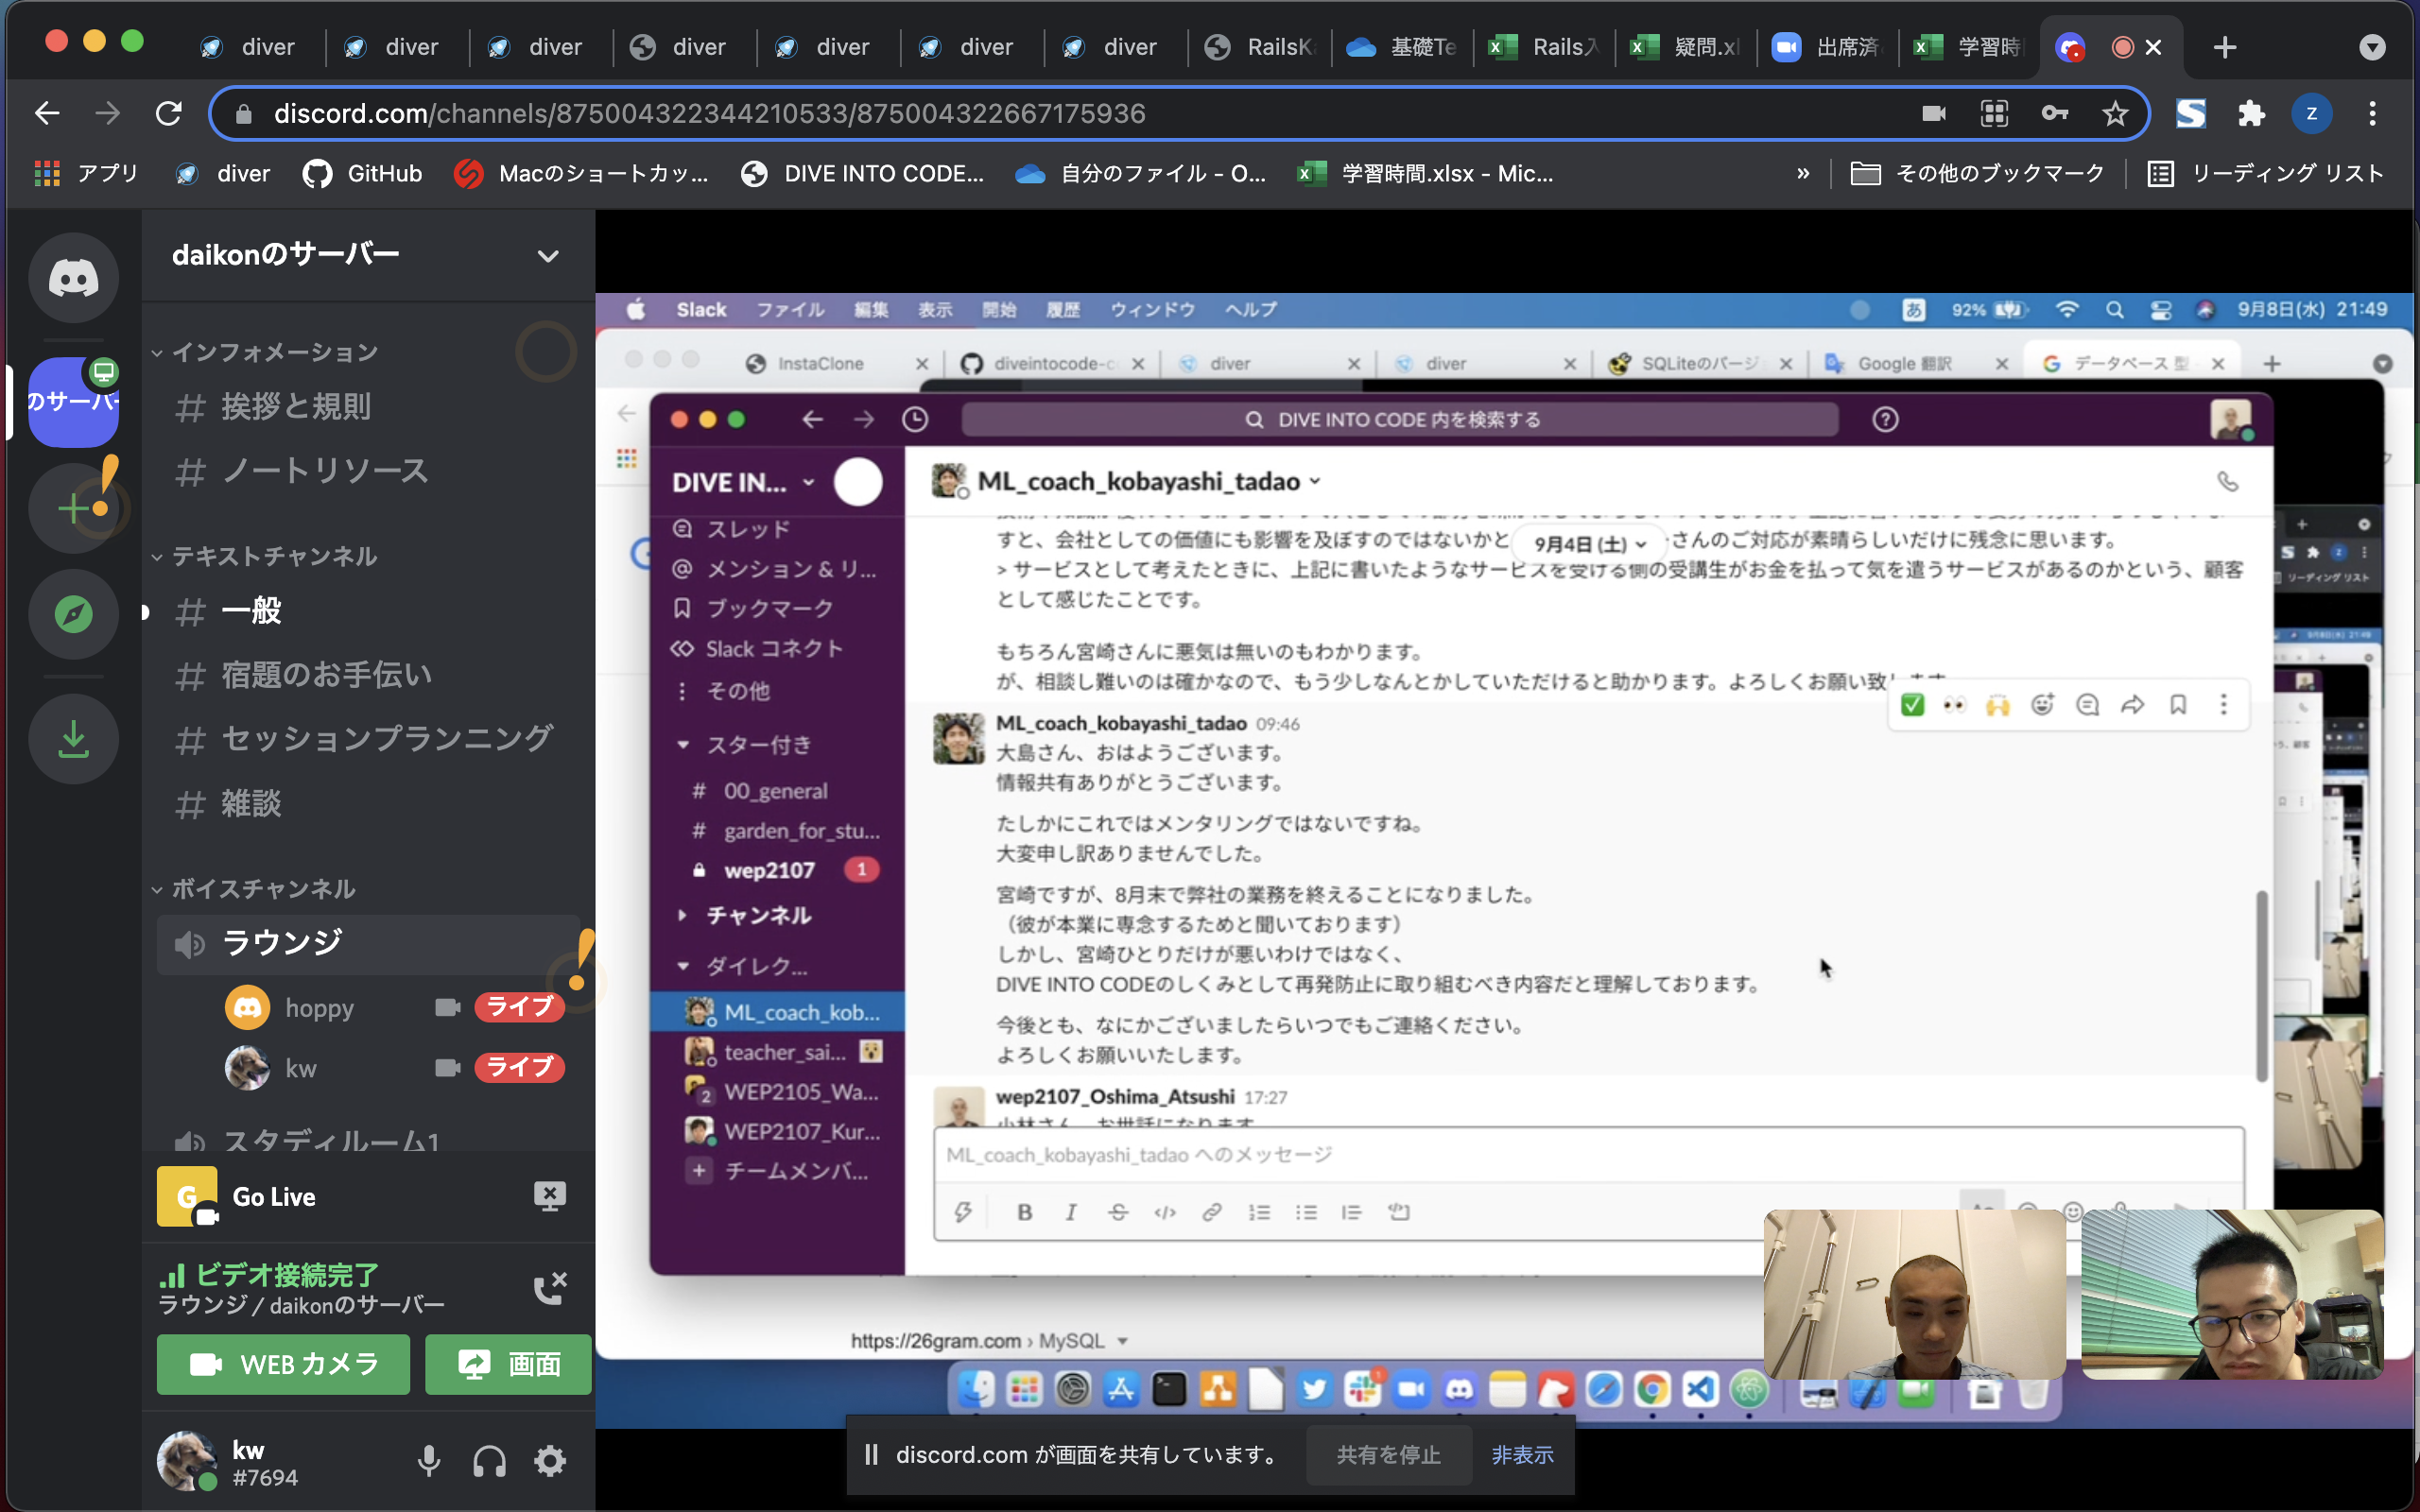 diver
diver
diver
diver
diver
diver
diver
RailsK
基礎Te
Rails入
疑問.xl
出席済
学習時
discord.com/channels/875004322344210533/875004322667175936
Z
アプリ
diver
GitHub
Macのショートカッ...
DIVE INTO CODE...
自分のファイル - O...
学習時間.xlsx - Mic...
»
その他のブックマーク
リーディング リスト
daikonのサーバー
のサーバー
インフォメーション
# 挨拶と規則
# ノートリソース
テキストチャンネル
# 一般
# 宿題のお手伝い
# セッションプランニング
# 雑談
ボイスチャンネル
ラウンジ
hoppy
ライブ
kw
ライブ
スタディルーム1
G
Go Live
ビデオ接続完了
ラウンジ / daikonのサーバー
WEB カメラ
画面
kw
#7694
Slack ファイル 編集 表示 開始 履歴 ウィンドウ ヘルプ
あ 92% 9月8日(水) 21:49
InstaClone
diveintocode-c
diver
diver
SQLiteのバージ
Google 翻訳
データベース 型
DIVE INTO CODE 内を検索する
DIVE IN...
スレッド
メンション & リ...
ブックマーク
Slack コネクト
その他
スター付き
# 00_general
# garden_for_stu...
wep2107 1
チャンネル
ダイレク...
ML_coach_kob...
teacher_sai...
2 WEP2105_Wa...
WEP2107_Kur...
チームメンバ...
ML_coach_kobayashi_tadao
9月4日 (土)
すと、会社としての価値にも影響を及ぼすのではないかと
さんのご対応が素晴らしいだけに残念に思います。
> サービスとして考えたときに、上記に書いたようなサービスを受ける側の受講生がお金を払って気を遣うサービスがあるのかという、顧客
として感じたことです。
もちろん宮崎さんに悪気は無いのもわかります。
が、相談し難いのは確かなので、もう少しなんとかしていただけると助かります。よろしくお願い致します。
ML_coach_kobayashi_tadao 09:46
大島さん、おはようございます。
情報共有ありがとうございます。
たしかにこれではメンタリングではないですね。
大変申し訳ありませんでした。
宮崎ですが、8月末で弊社の業務を終えることになりました。
（彼が本業に専念するためと聞いております）
しかし、宮崎ひとりだけが悪いわけではなく、
DIVE INTO CODEのしくみとして再発防止に取り組むべき内容だと理解しております。
今後とも、なにかございましたらいつでもご連絡ください。
よろしくお願いいたします。
wep2107_Oshima_Atsushi 17:27
小林さん、お世話になります
ML_coach_kobayashi_tadao へのメッセージ
リーディング リスト
https://26gram.com › MySQL
discord.com が画面を共有しています。
共有を停止
非表示